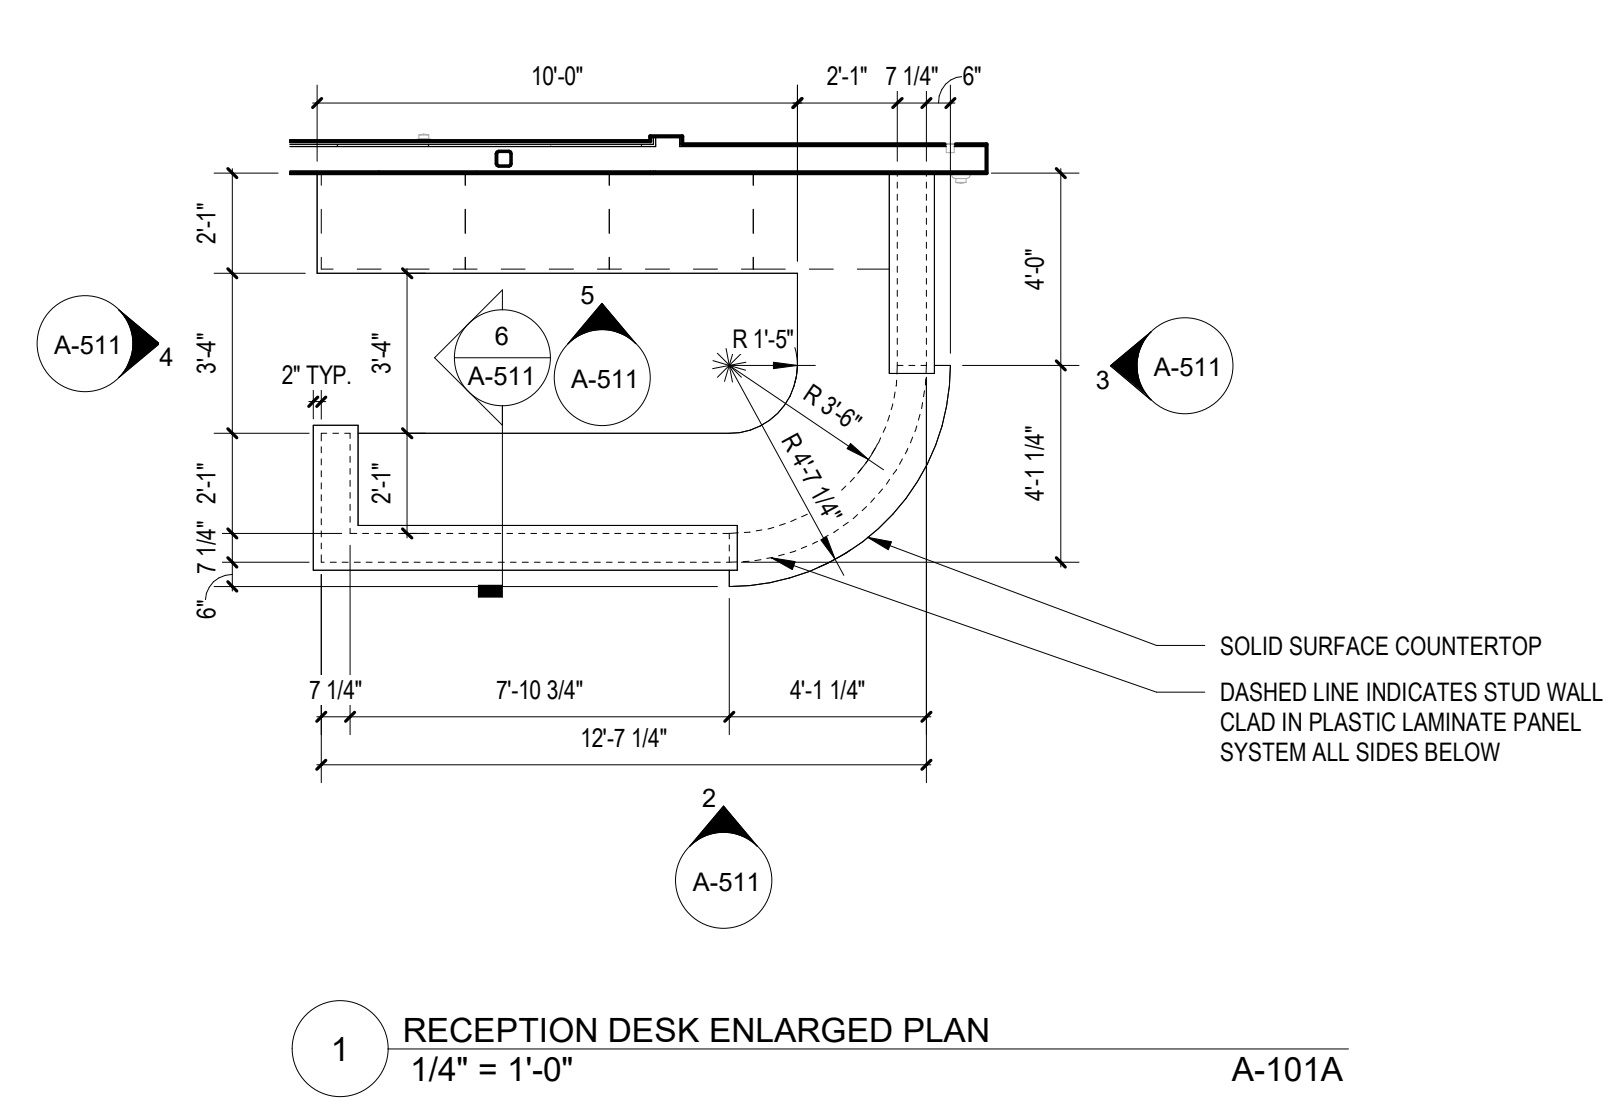 10'-0"
2'-1"
7 1/4"
6"
2'-1"
3'-4"
2'-1"
7 1/4"
6"
A-511
4
2" TYP.
3'-4"
2'-1"
6
A-511
5
A-511
R 1'-5"
R 3'-6"
R 4'-7 1/4"
4'-0"
4'-1 1/4"
3
A-511
SOLID SURFACE COUNTERTOP
DASHED LINE INDICATES STUD WALL
CLAD IN PLASTIC LAMINATE PANEL
SYSTEM ALL SIDES BELOW
7 1/4"
7'-10 3/4"
4'-1 1/4"
12'-7 1/4"
2
A-511
1
RECEPTION DESK ENLARGED PLAN
1/4" = 1'-0"
A-101A